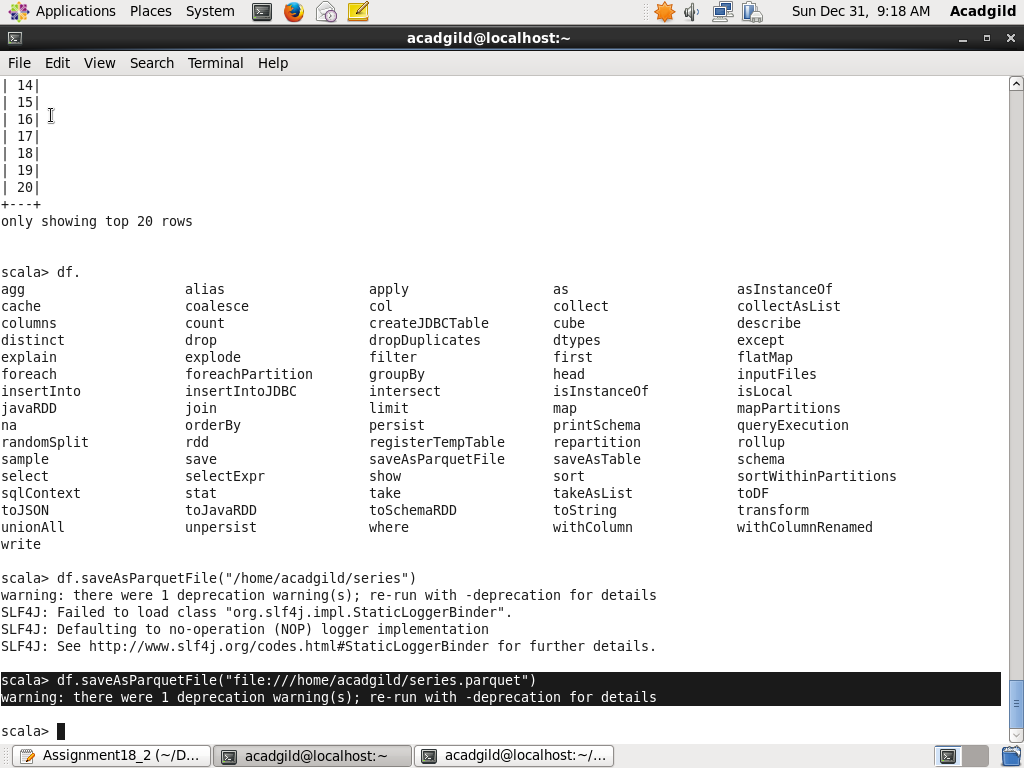 Applications Places System Sun Dec 31, 9:18 AM Acadgild
acadgild@localhost:~
File Edit View Search Terminal Help
| 14|
| 15|
| 16|
| 17|
| 18|
| 19|
| 20|
+---+
only showing top 20 rows
scala> df.
agg alias apply as asInstanceOf
cache coalesce col collect collectAsList
columns count createJDBCTable cube describe
distinct drop dropDuplicates dtypes except
explain explode filter first flatMap
foreach foreachPartition groupBy head inputFiles
insertInto insertIntoJDBC intersect isInstanceOf isLocal
javaRDD join limit map mapPartitions
na orderBy persist printSchema queryExecution
randomSplit rdd registerTempTable repartition rollup
sample save saveAsParquetFile saveAsTable schema
select selectExpr show sort sortWithinPartitions
sqlContext stat take takeAsList toDF
toJSON toJavaRDD toSchemaRDD toString transform
unionAll unpersist where withColumn withColumnRenamed
write
scala> df.saveAsParquetFile("/home/acadgild/series")
warning: there were 1 deprecation warning(s); re-run with -deprecation for details
SLF4J: Failed to load class "org.slf4j.impl.StaticLoggerBinder".
SLF4J: Defaulting to no-operation (NOP) logger implementation
SLF4J: See http://www.slf4j.org/codes.html#StaticLoggerBinder for further details.
scala> df.saveAsParquetFile("file:///home/acadgild/series.parquet")
warning: there were 1 deprecation warning(s); re-run with -deprecation for details
scala>
Assignment18_2 (~/D... acadgild@localhost:~ acadgild@localhost:~/...